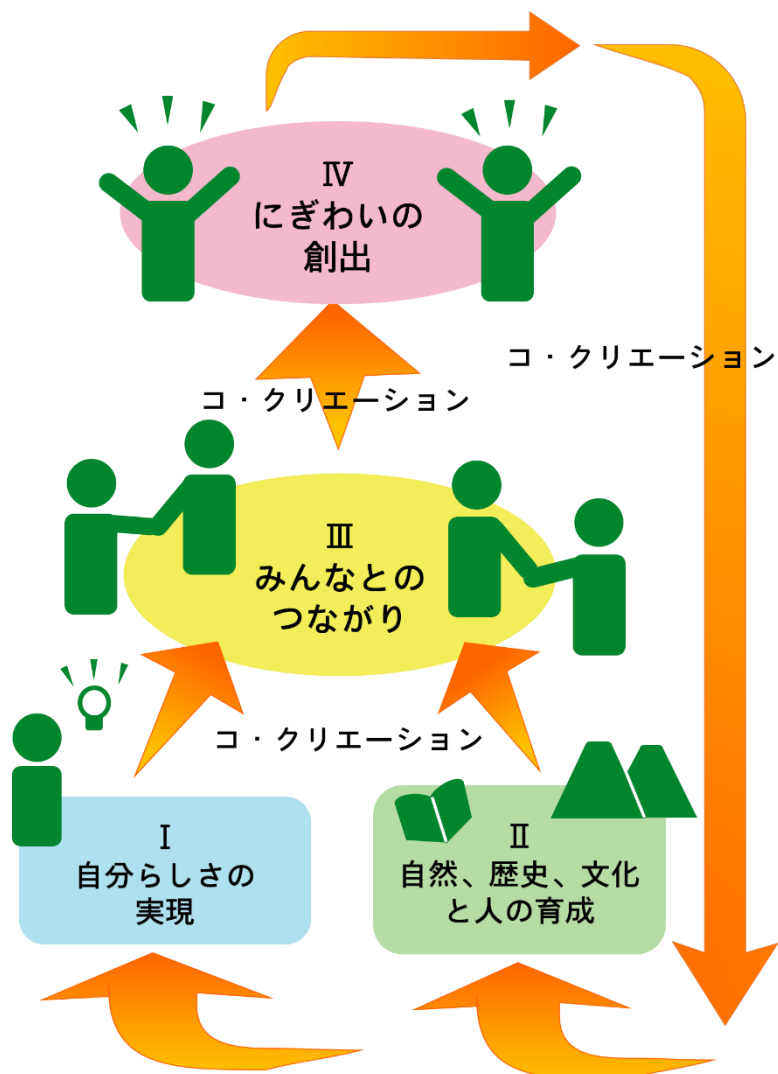 Ⅳ
にぎわいの
創出
コ・クリエーション
コ・クリエーション
Ⅲ
みんなとの
つながり
コ・クリエーション
Ⅰ
自分らしさの
実現
Ⅱ
自然、歴史、文化
と人の育成